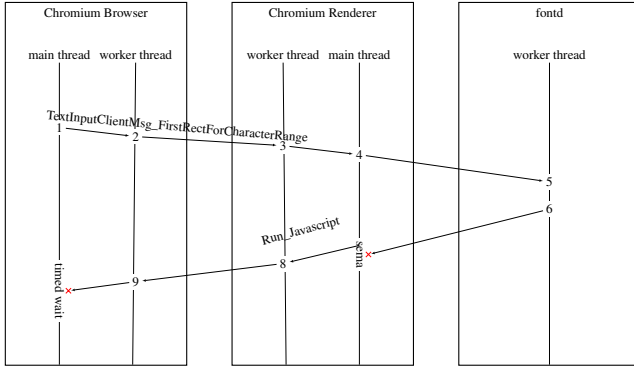 Chromium Browser
Chromium Renderer
fontd
main thread
worker thread
worker thread
main thread
worker thread
TextInputClientMsg_FirstRectForCharacterRange
1
2
3
4
5
6
Run_Javascript
sema
8
9
timed wait